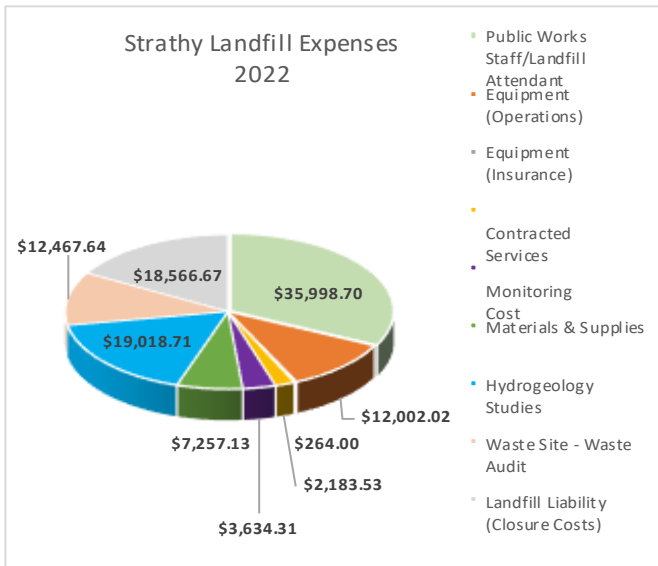 Strathy Landfill Expenses
2022
Public Works
Staff/Landfill
Attendant
Equipment
(Operations)
Equipment
(Insurance)
Contracted
Services
Monitoring
Cost
Materials & Supplies
Hydrogeology
Studies
Waste Site - Waste
Audit
Landfill Liability
(Closure Costs)
$12,467.64
$18,566.67
$35,998.70
$19,018.71
$12,002.02
$7,257.13
$264.00
$2,183.53
$3,634.31